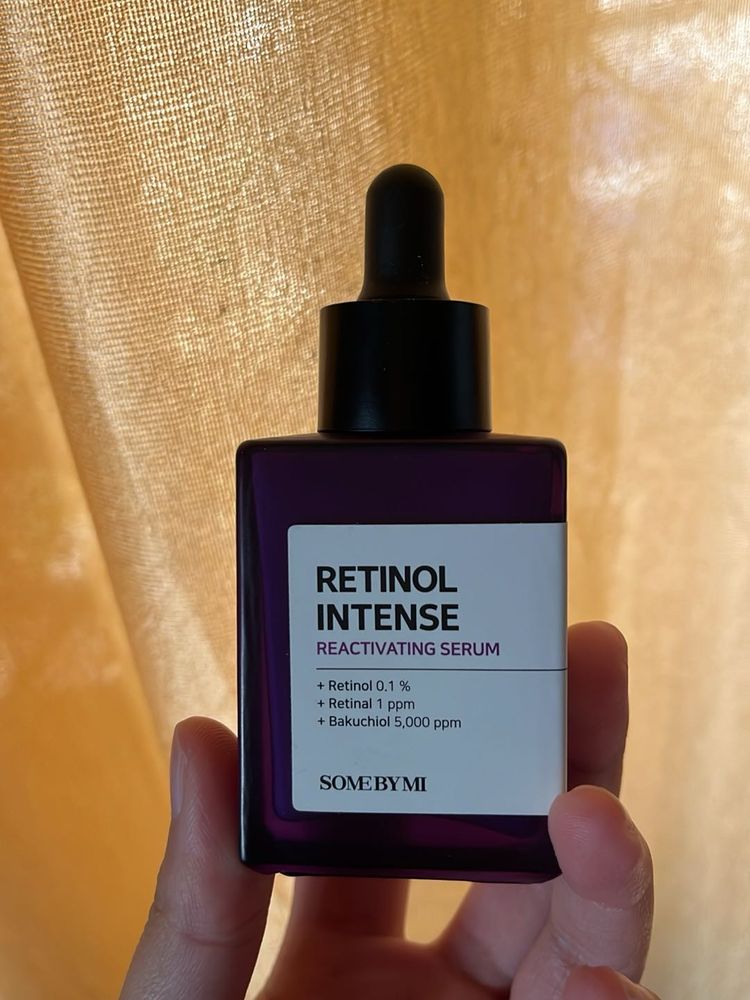 RETINOL
INTENSE
REACTIVATING SERUM
+ Retinol 0.1 %
+ Retinal 1 ppm
+ Bakuchiol 5,000 ppm
SOME BY MI